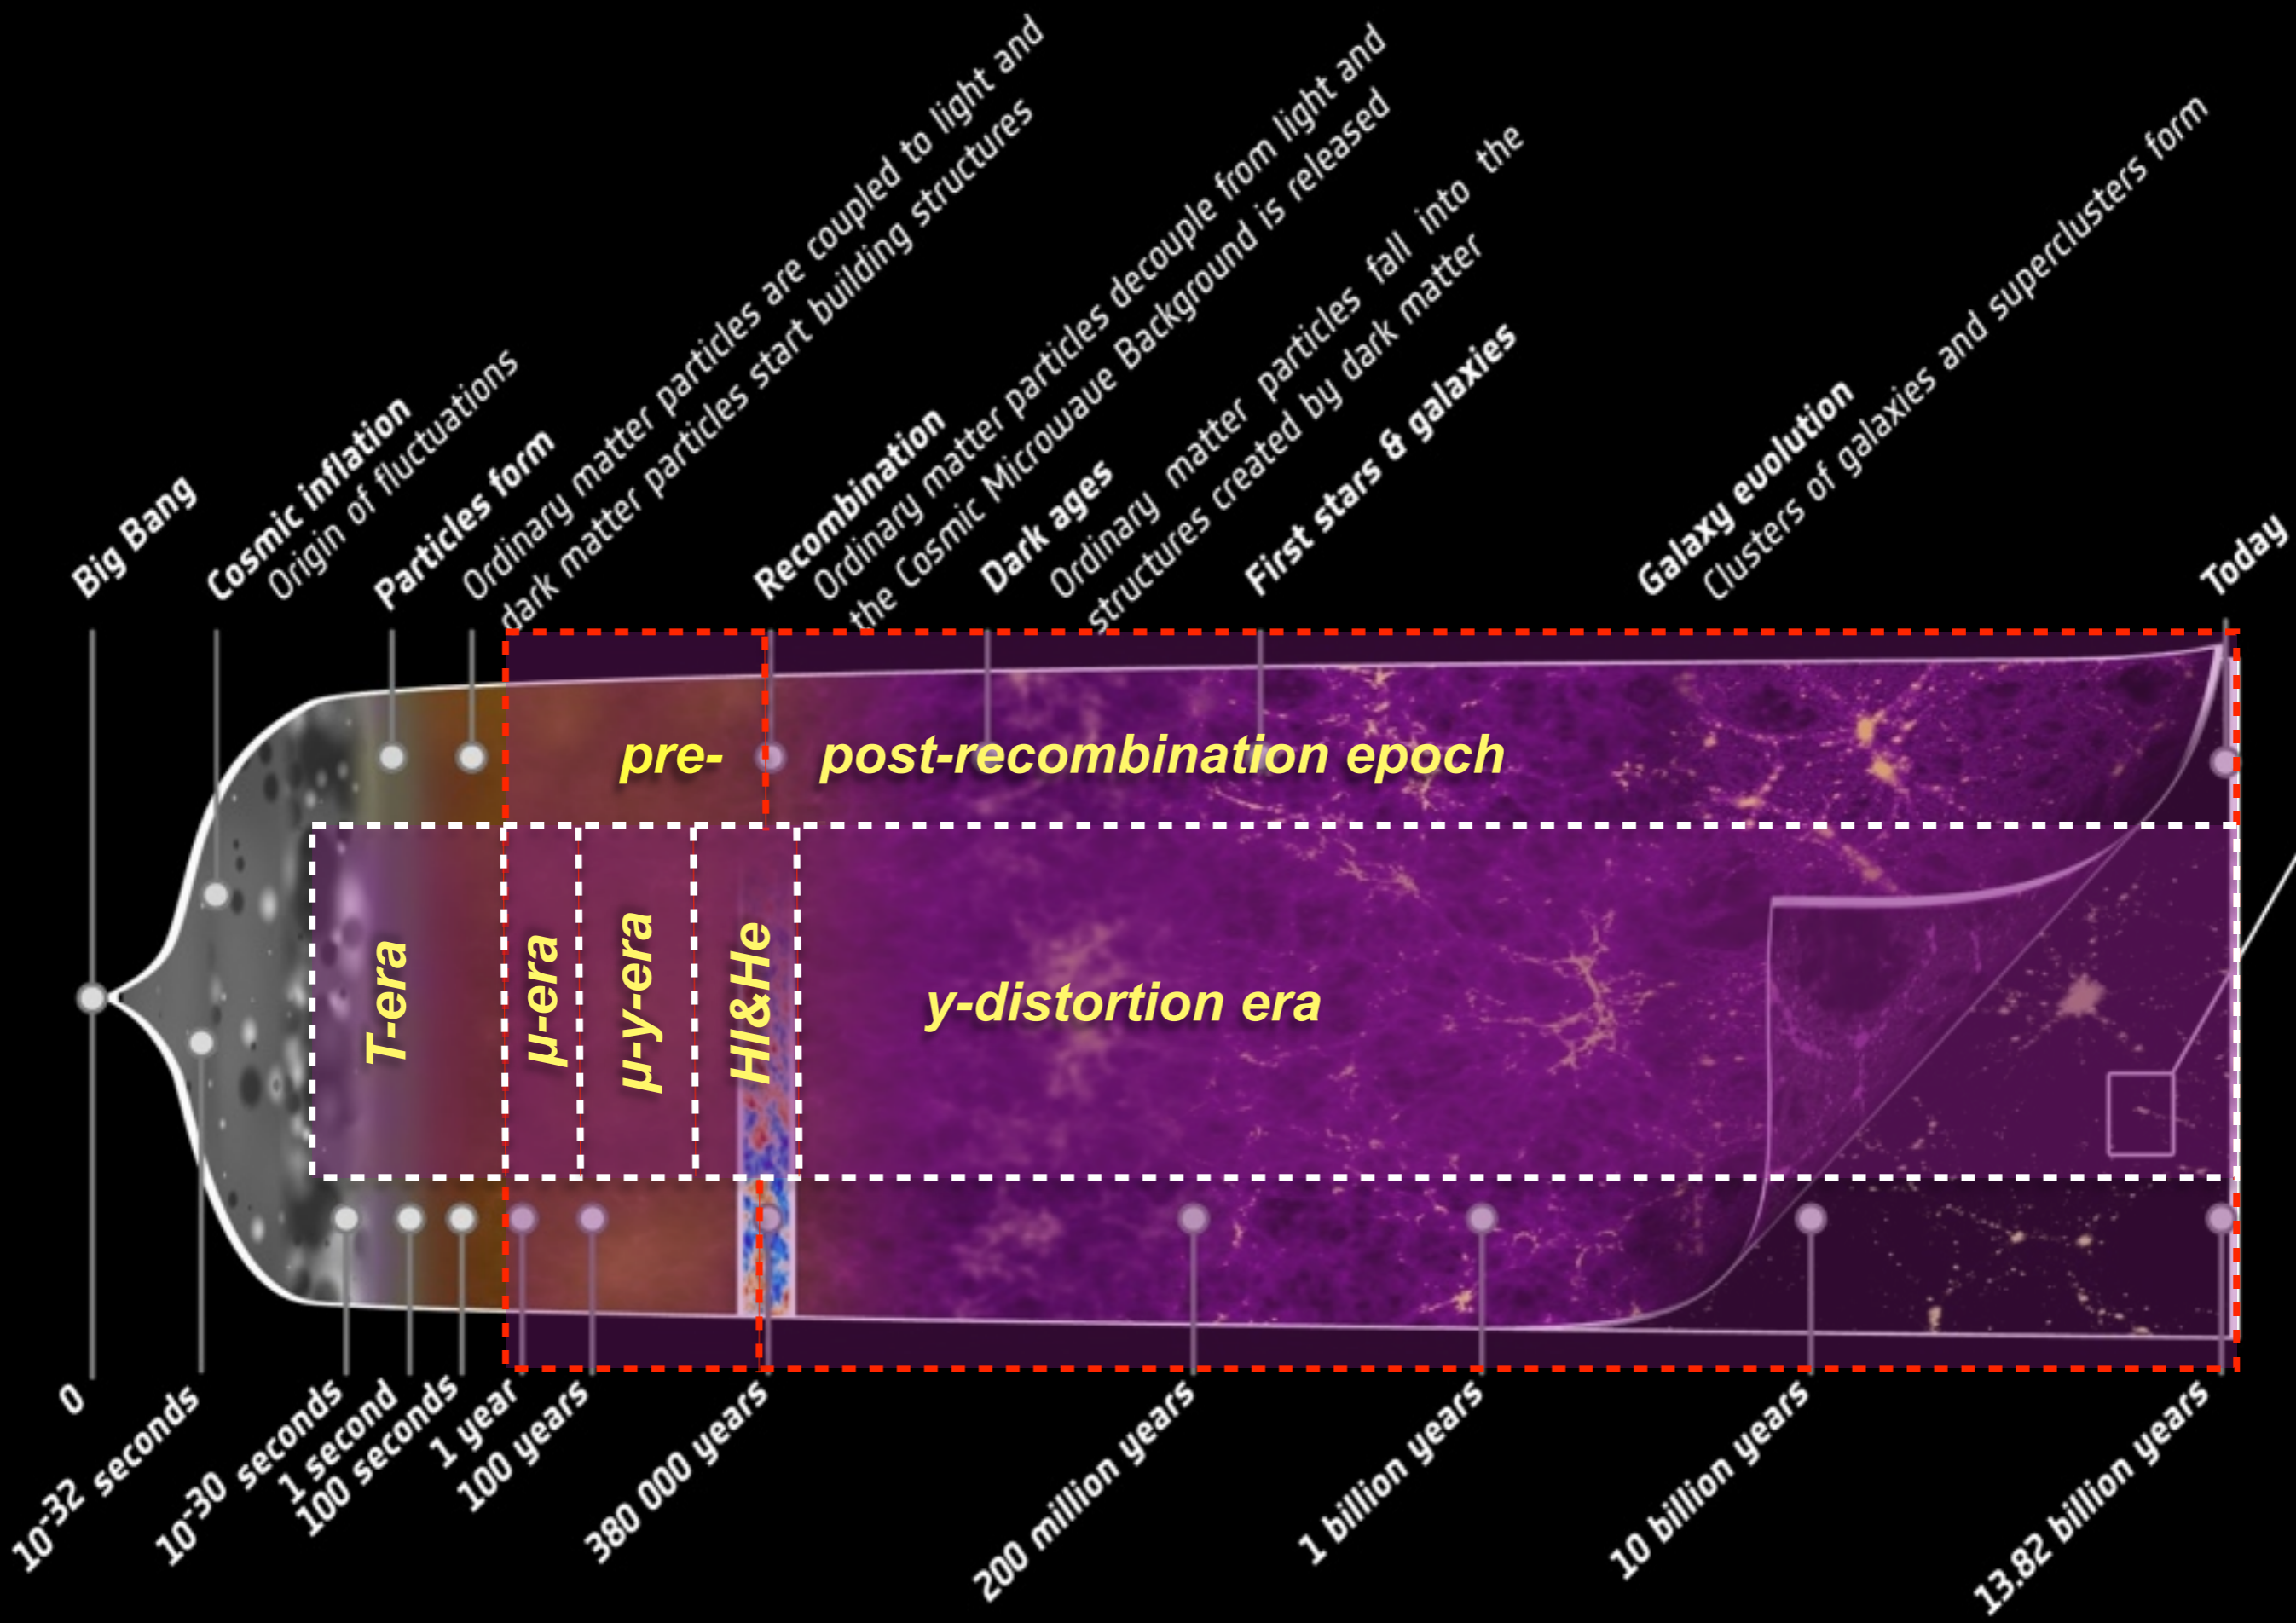 Big Bang
Cosmic inflation
Origin of fluctuations
Particles form
Ordinary matter particles are coupled to light and
dark matter particles start building structures
Recombination
Ordinary matter particles decouple from light and
the Cosmic Microwave Background is released
Dark ages
Ordinary matter particles fall into the
structures created by dark matter
First stars & galaxies
Galaxy evolution
Clusters of galaxies and superclusters form
Today
pre-
post-recombination epoch
T-era
μ-era
μ-y-era
HI&He
y-distortion era
0
10-32 seconds
10-30 seconds
1 second
100 seconds
1 year
100 years
380 000 years
200 million years
1 billion years
10 billion years
13.82 billion years